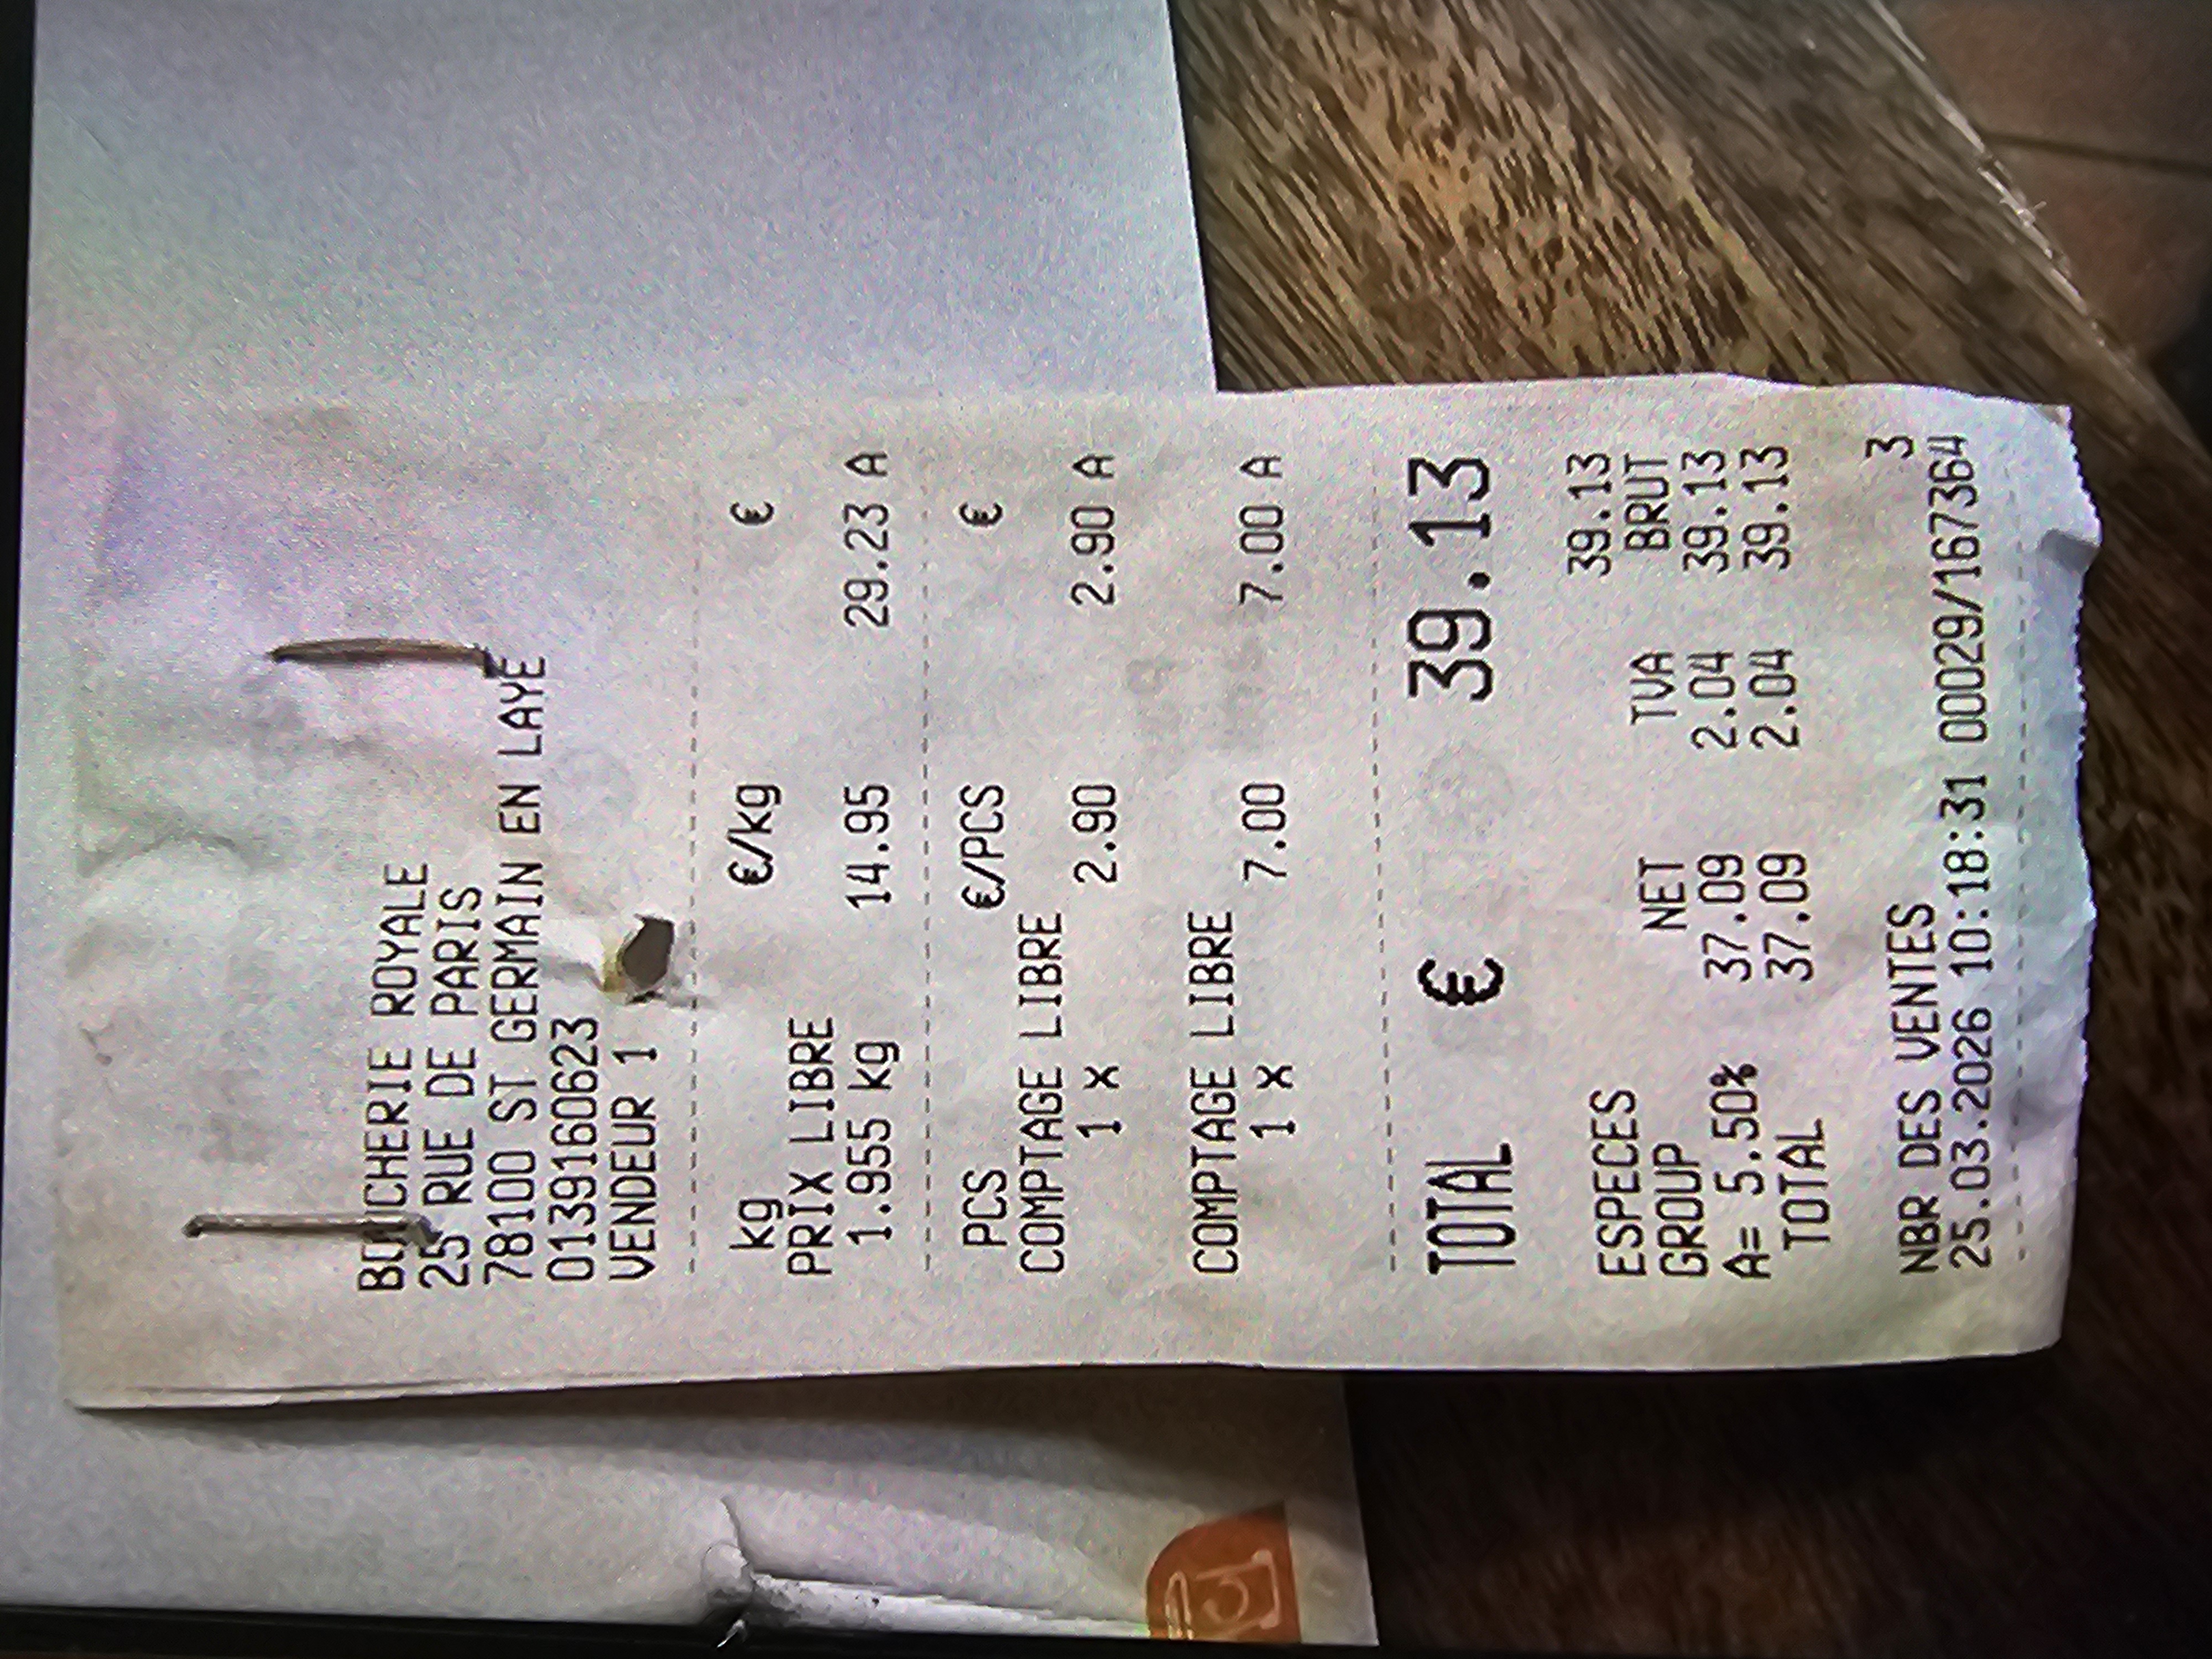 BOUCHERIE ROYALE
25 RUE DE PARIS
78100 ST GERMAIN EN LAYE
0139160623
VENDEUR 1
kg €/kg €
PRIX LIBRE
1.955 kg 14.95 29.23 A
PCS €/PCS €
COMPTAGE LIBRE
1 x 2.90 2.90 A
COMPTAGE LIBRE
1 x 7.00 7.00 A
TOTAL € 39.13
ESPECES 39.13
GROUP NET TVA BRUT
A= 5.50% 37.09 2.04 39.13
TOTAL 37.09 2.04 39.13
NBR DES VENTES 3
25.03.2026 10:18:31 00029/167364